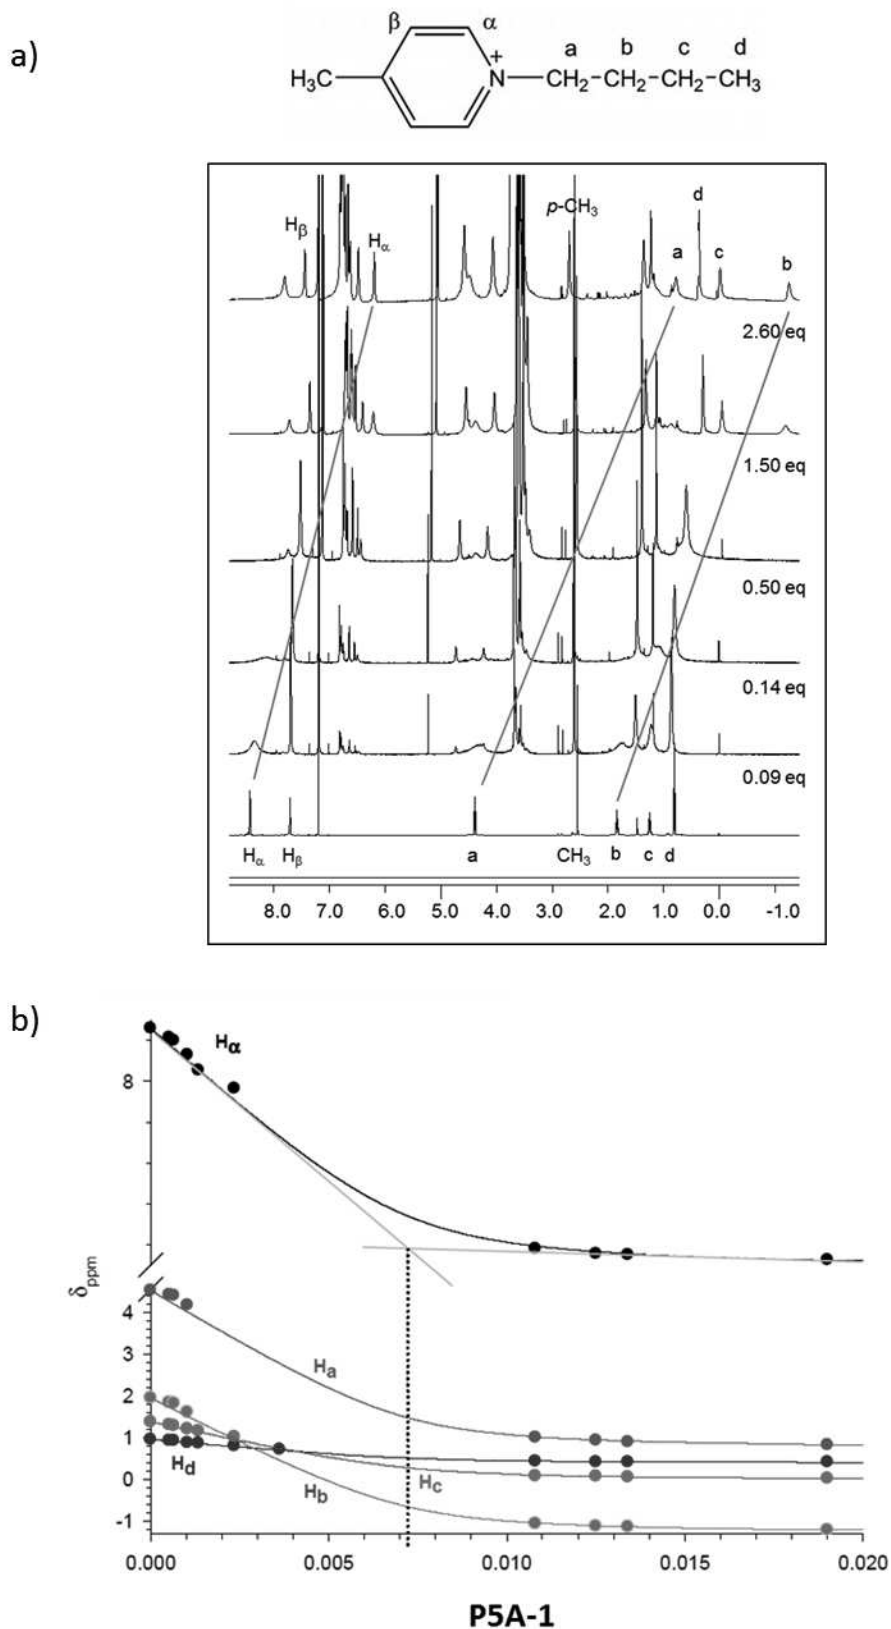 a)
β α
a b c d
H₃C N⁺ CH₂ CH₂ CH₂ CH₃
d
p-CH₃
Hβ
Hα
a c b
2.60 eq
1.50 eq
0.50 eq
0.14 eq
0.09 eq
Hα Hβ a CH₃ b c d
8.0 7.0 6.0 5.0 4.0 3.0 2.0 1.0 0.0 -1.0
b)
Hα
8
δppm
4
3
Ha
2
1
Hd
0
Hc
Hb
-1
0.000 0.005 0.010 0.015 0.020
P5A-1